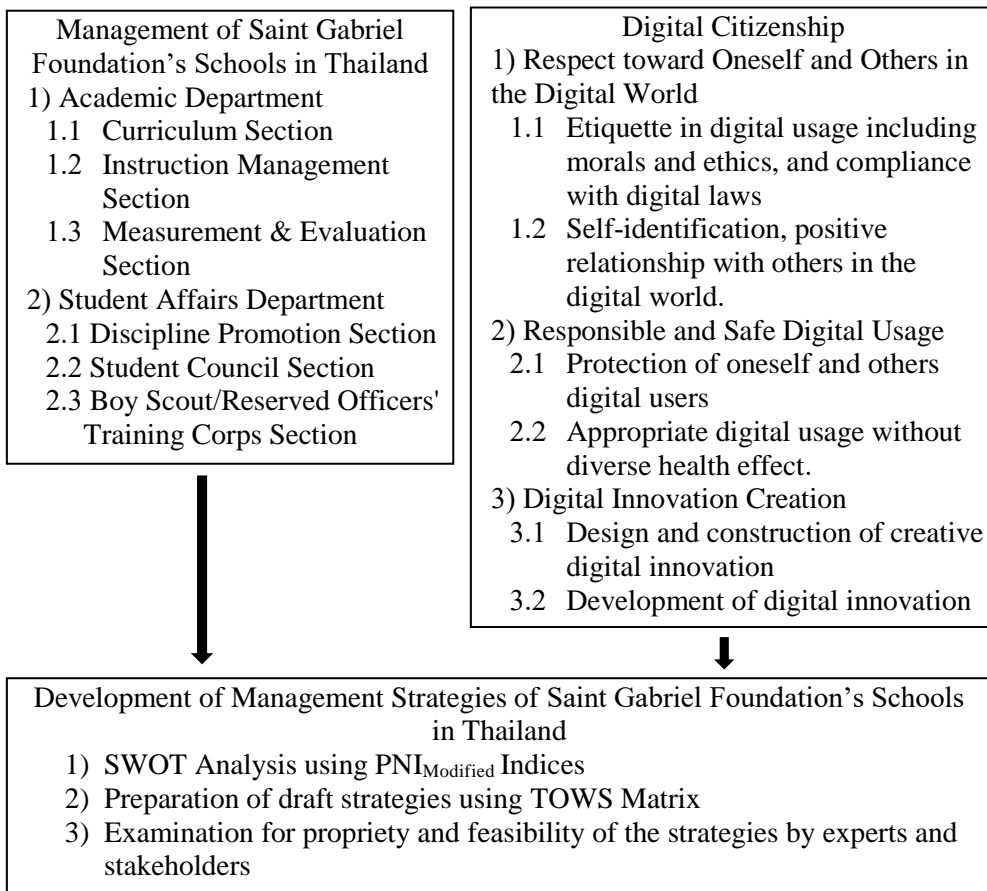 Management of Saint Gabriel
Foundation's Schools in Thailand
1) Academic Department
1.1 Curriculum Section
1.2 Instruction Management
Section
1.3 Measurement & Evaluation
Section
2) Student Affairs Department
2.1 Discipline Promotion Section
2.2 Student Council Section
2.3 Boy Scout/Reserved Officers'
Training Corps Section
Digital Citizenship
1) Respect toward Oneself and Others in
the Digital World
1.1 Etiquette in digital usage including
morals and ethics, and compliance
with digital laws
1.2 Self-identification, positive
relationship with others in the
digital world.
2) Responsible and Safe Digital Usage
2.1 Protection of oneself and others
digital users
2.2 Appropriate digital usage without
diverse health effect.
3) Digital Innovation Creation
3.1 Design and construction of creative
digital innovation
3.2 Development of digital innovation
Development of Management Strategies of Saint Gabriel Foundation's Schools
in Thailand
1) SWOT Analysis using PNIModified Indices
2) Preparation of draft strategies using TOWS Matrix
3) Examination for propriety and feasibility of the strategies by experts and
stakeholders